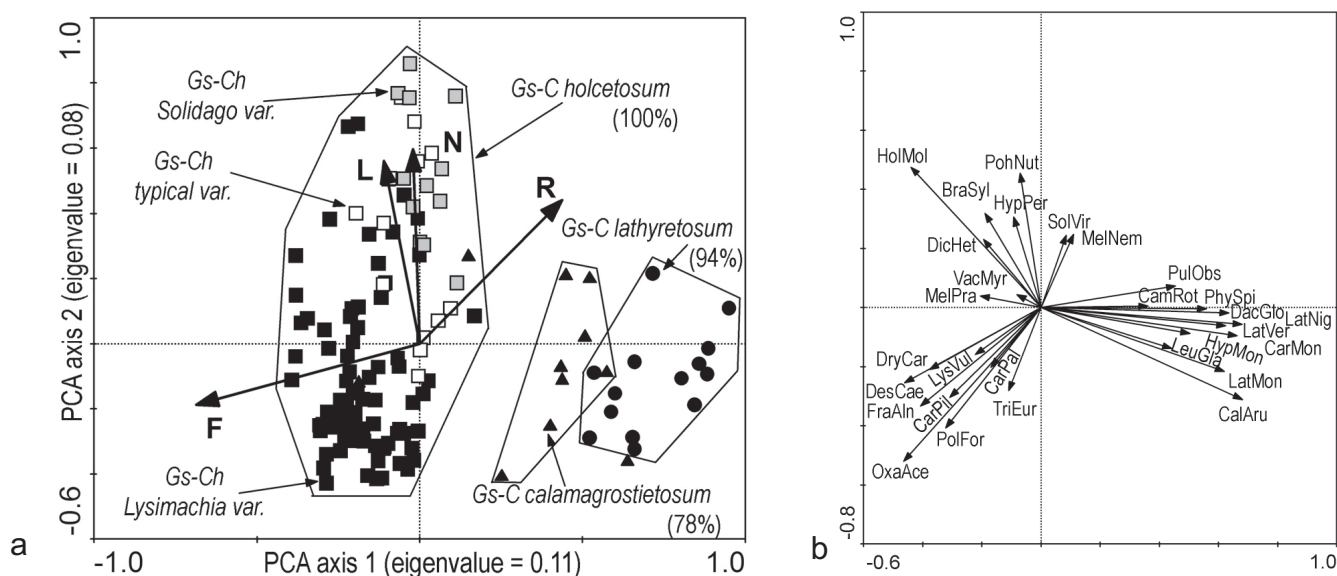 1.0
PCA axis 2 (eigenvalue = 0.08)
-0.6
Gs-Ch
Solidago var.
Gs-Ch
typical var.
Gs-C holcetosum
(100%)
L
N
R
F
Gs-C lathyretosum
(94%)
Gs-Ch
Lysimachia var.
Gs-C calamagrostietosum
(78%)
a
-1.0
PCA axis 1 (eigenvalue = 0.11)
1.0
1.0
HolMol
PohNut
BraSyl
HypPer
SolVir
DicHet
MelNem
VacMyr
PulObs
MelPra
CamRot
PhySpi
DacGlo
LatNig
LatVer
HypMon
CarMon
LeuGla
DryCar
LysVul
CarPal
LatMon
DesCae
FraAln
CarPil
TriEur
CalAru
PolFor
OxaAce
-0.8
b
-0.6
1.0